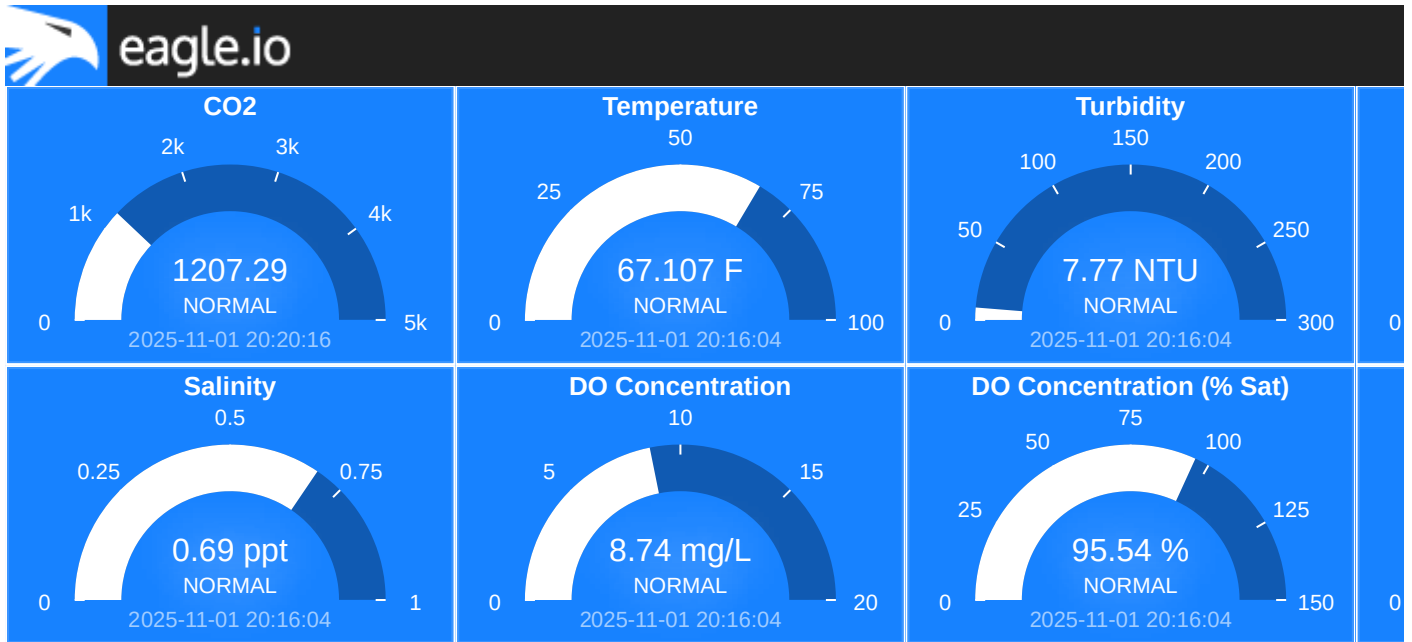 eagle.io
CO2
2k 3k
1k 4k
1207.29
NORMAL
0 5k
2025-11-01 20:20:16
Temperature
50
25 75
67.107 F
NORMAL
0 100
2025-11-01 20:16:04
Turbidity
150
100 200
50 250
7.77 NTU
NORMAL
0 300
2025-11-01 20:16:04
0
Salinity
0.5
0.25 0.75
0.69 ppt
NORMAL
0 1
2025-11-01 20:16:04
DO Concentration
10
5 15
8.74 mg/L
NORMAL
0 20
2025-11-01 20:16:04
DO Concentration (% Sat)
75
50 100
25 125
95.54 %
NORMAL
0 150
2025-11-01 20:16:04
0